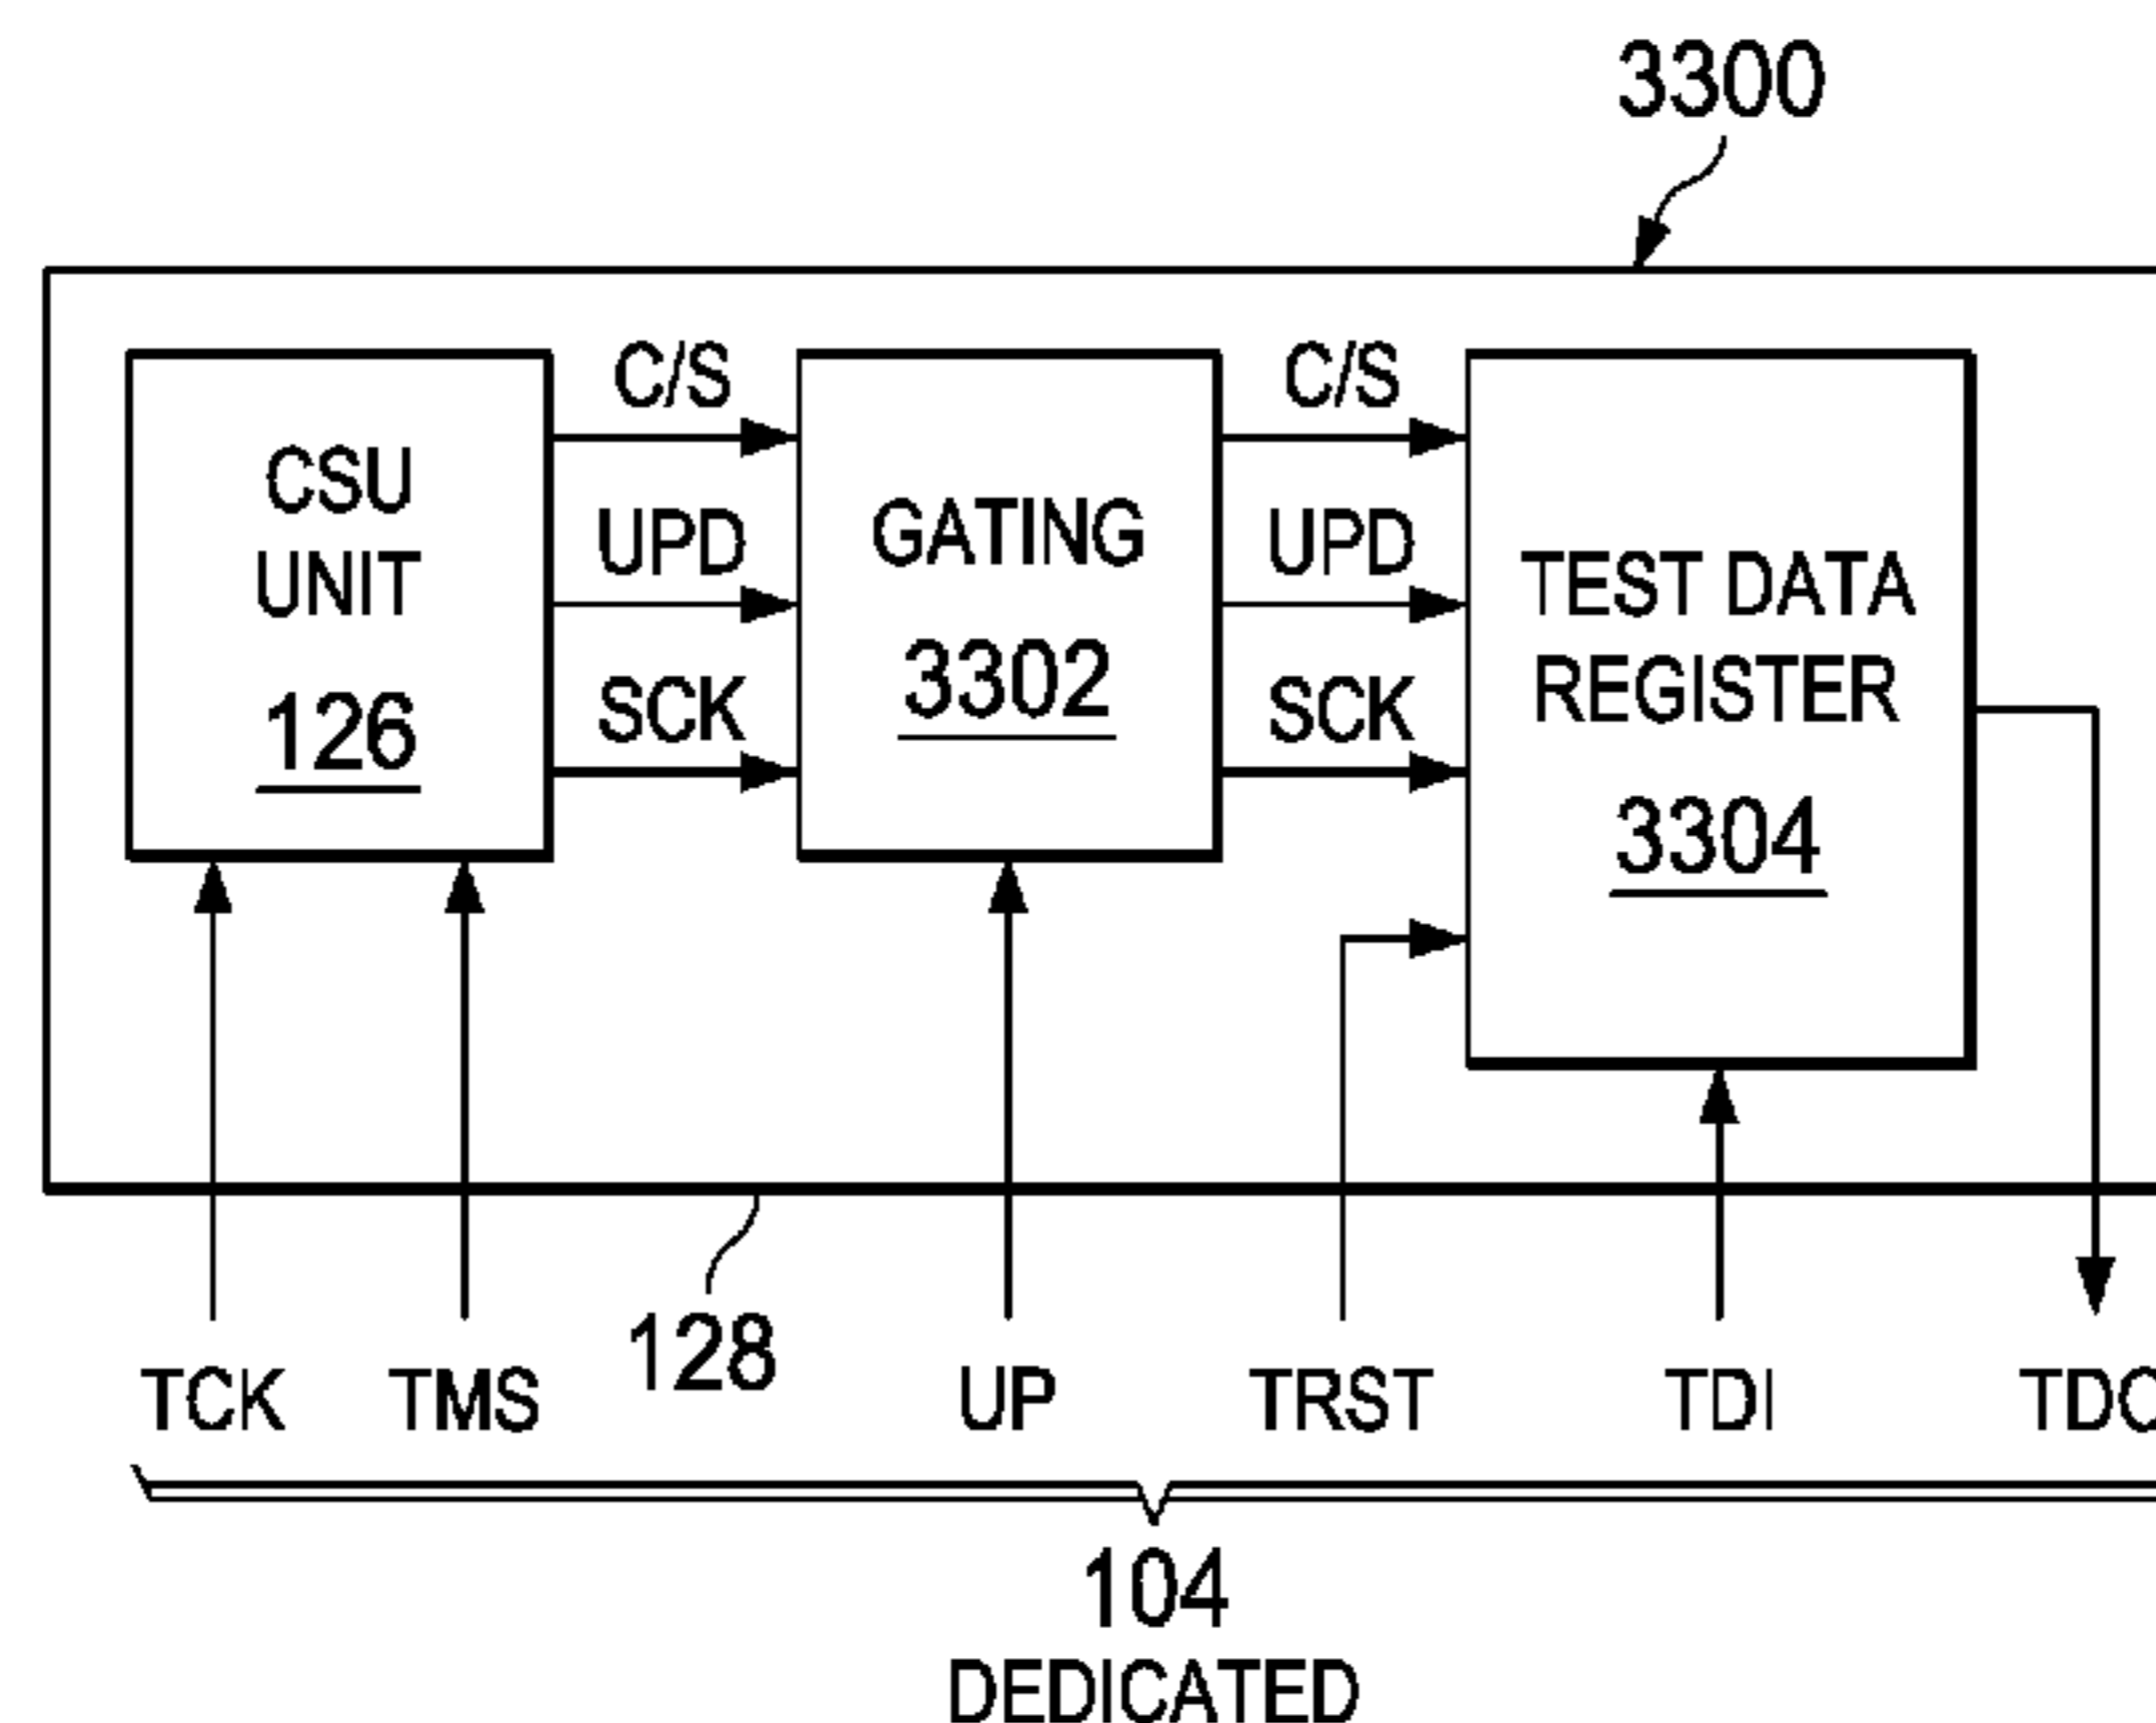 3300
C/S
C/S
CSU
UNIT
126
UPD
SCK
GATING
3302
UPD
SCK
TEST DATA
REGISTER
3304
128
TCK
TMS
UP
TRST
TDI
104
DEDICATED